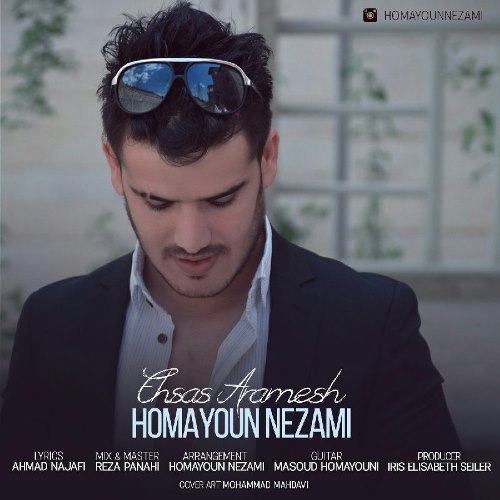 HOMAYOUNNEZAMI
Ehsas Aramesh
HOMAYOUN NEZAMI
LYRICS MIX & MASTER ARRANGEMENT GUITAR PRODUCER
AHMAD NAJAFI REZA PANAHI HOMAYOUN NEZAMI MASOUD HOMAYOUNI IRIS ELISABETH SEILER
COVER ART MOHAMMAD MAHDAVI